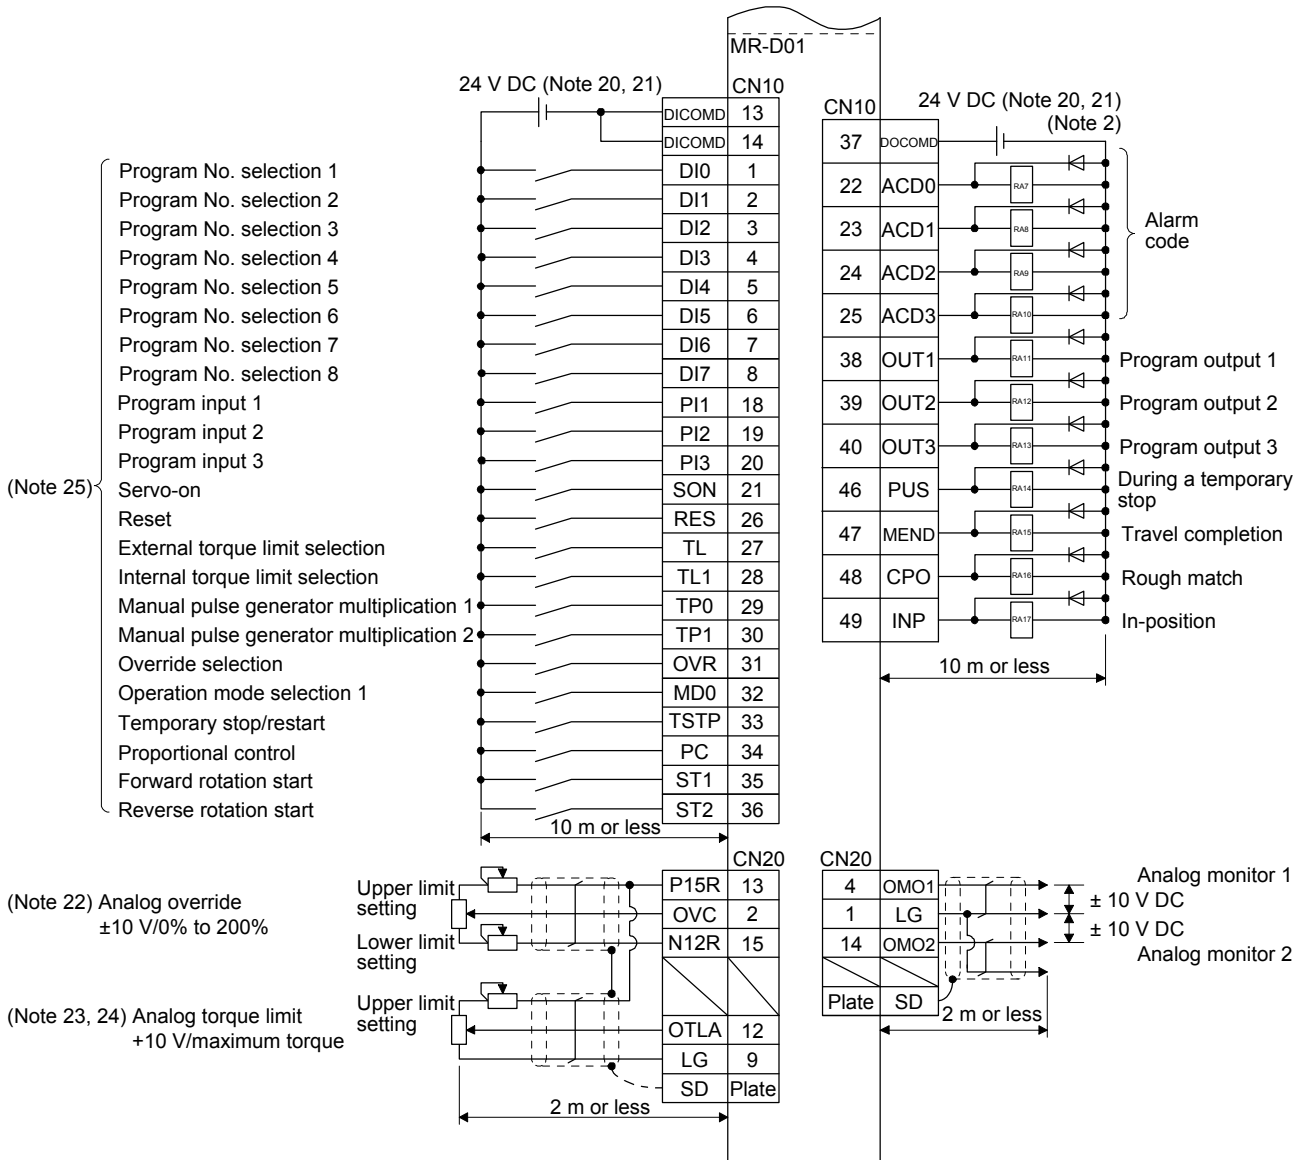 MR-D01
24 V DC (Note 20, 21)
CN10
DICOMD 13
DICOMD 14
Program No. selection 1 DI0 1
Program No. selection 2 DI1 2
Program No. selection 3 DI2 3
Program No. selection 4 DI3 4
Program No. selection 5 DI4 5
Program No. selection 6 DI5 6
Program No. selection 7 DI6 7
Program No. selection 8 DI7 8
Program input 1 PI1 18
Program input 2 PI2 19
Program input 3 PI3 20
(Note 25)
Servo-on SON 21
Reset RES 26
External torque limit selection TL 27
Internal torque limit selection TL1 28
Manual pulse generator multiplication 1 TP0 29
Manual pulse generator multiplication 2 TP1 30
Override selection OVR 31
Operation mode selection 1 MD0 32
Temporary stop/restart TSTP 33
Proportional control PC 34
Forward rotation start ST1 35
Reverse rotation start ST2 36
10 m or less
CN10
24 V DC (Note 20, 21)
(Note 2)
37 DOCOMD
22 ACD0 RA7
23 ACD1 RA8
24 ACD2 RA9
25 ACD3 RA10
Alarm
code
38 OUT1 RA11 Program output 1
39 OUT2 RA12 Program output 2
40 OUT3 RA13 Program output 3
46 PUS RA14 During a temporary
stop
47 MEND RA15 Travel completion
48 CPO RA16 Rough match
49 INP RA17 In-position
10 m or less
CN20
(Note 22) Analog override
±10 V/0% to 200%
Upper limit
setting
Lower limit
setting
P15R 13
OVC 2
N12R 15
(Note 23, 24) Analog torque limit
+10 V/maximum torque
Upper limit
setting
OTLA 12
LG 9
SD Plate
2 m or less
CN20
4 OMO1
1 LG
14 OMO2
Plate SD
Analog monitor 1
± 10 V DC
± 10 V DC
Analog monitor 2
2 m or less